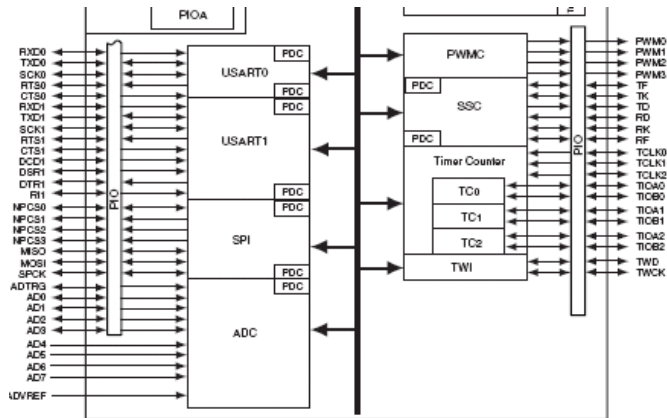 PIOA
RXD0
TXD0
SCK0
RTS0
CTS0
RXD1
TXD1
SCK1
RTS1
CTS1
DCD1
DSR1
DTR1
RI1
NPCS0
NPCS1
NPCS2
NPCS3
MISO
MOSI
SPCK
ADTRG
AD0
AD1
AD2
AD3
AD4
AD5
AD6
AD7
ADVREF
PIO
PDC
USART0
PDC
PDC
USART1
PDC
PDC
SPI
PDC
PDC
ADC
PWMC
PDC
SSC
PDC
Timer Counter
TC0
TC1
TC2
TWI
PIO
PWM0
PWM1
PWM2
PWM3
TF
TK
TD
RD
RK
RF
TCLK0
TCLK1
TCLK2
TIOA0
TIOB0
TIOA1
TIOB1
TIOA2
TIOB2
TWD
TWCK